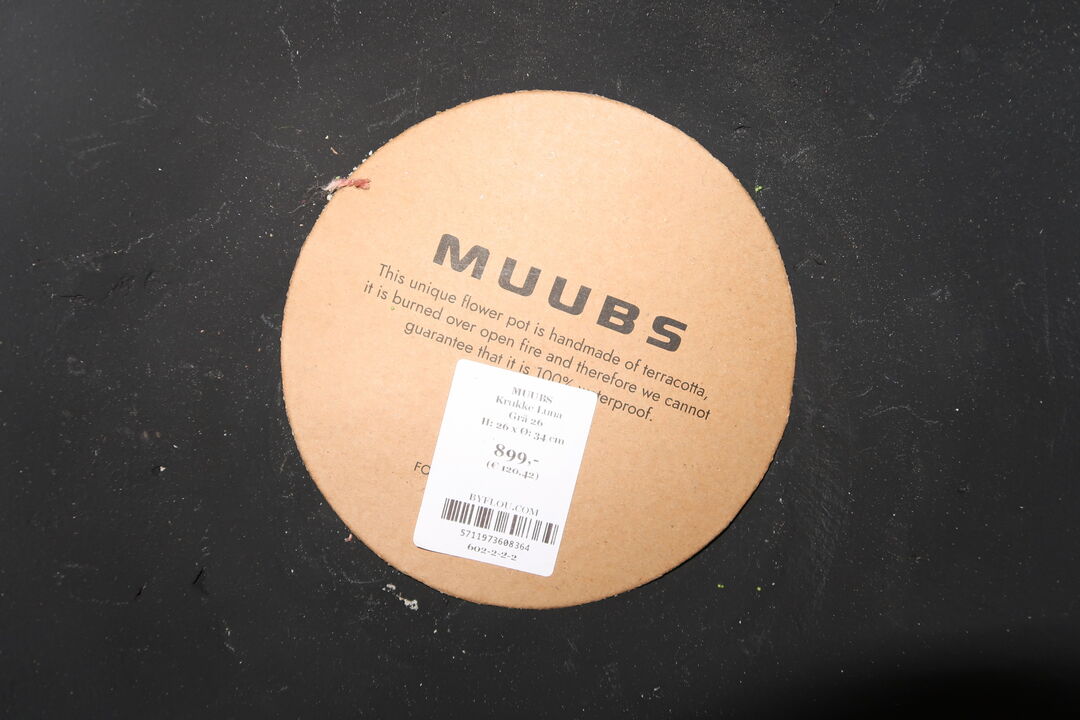 MUUBS
This unique flower pot is handmade of terracotta,
it is burned over open fire and therefore we cannot
guarantee that it is 100% terproof.
FO
MUUBS
Krukke Luna
Grå 26
H: 26 x Ø: 34 cm
899,-
(€ 120.42)
BYFLOU.COM
5711973608364
602-2-2-2